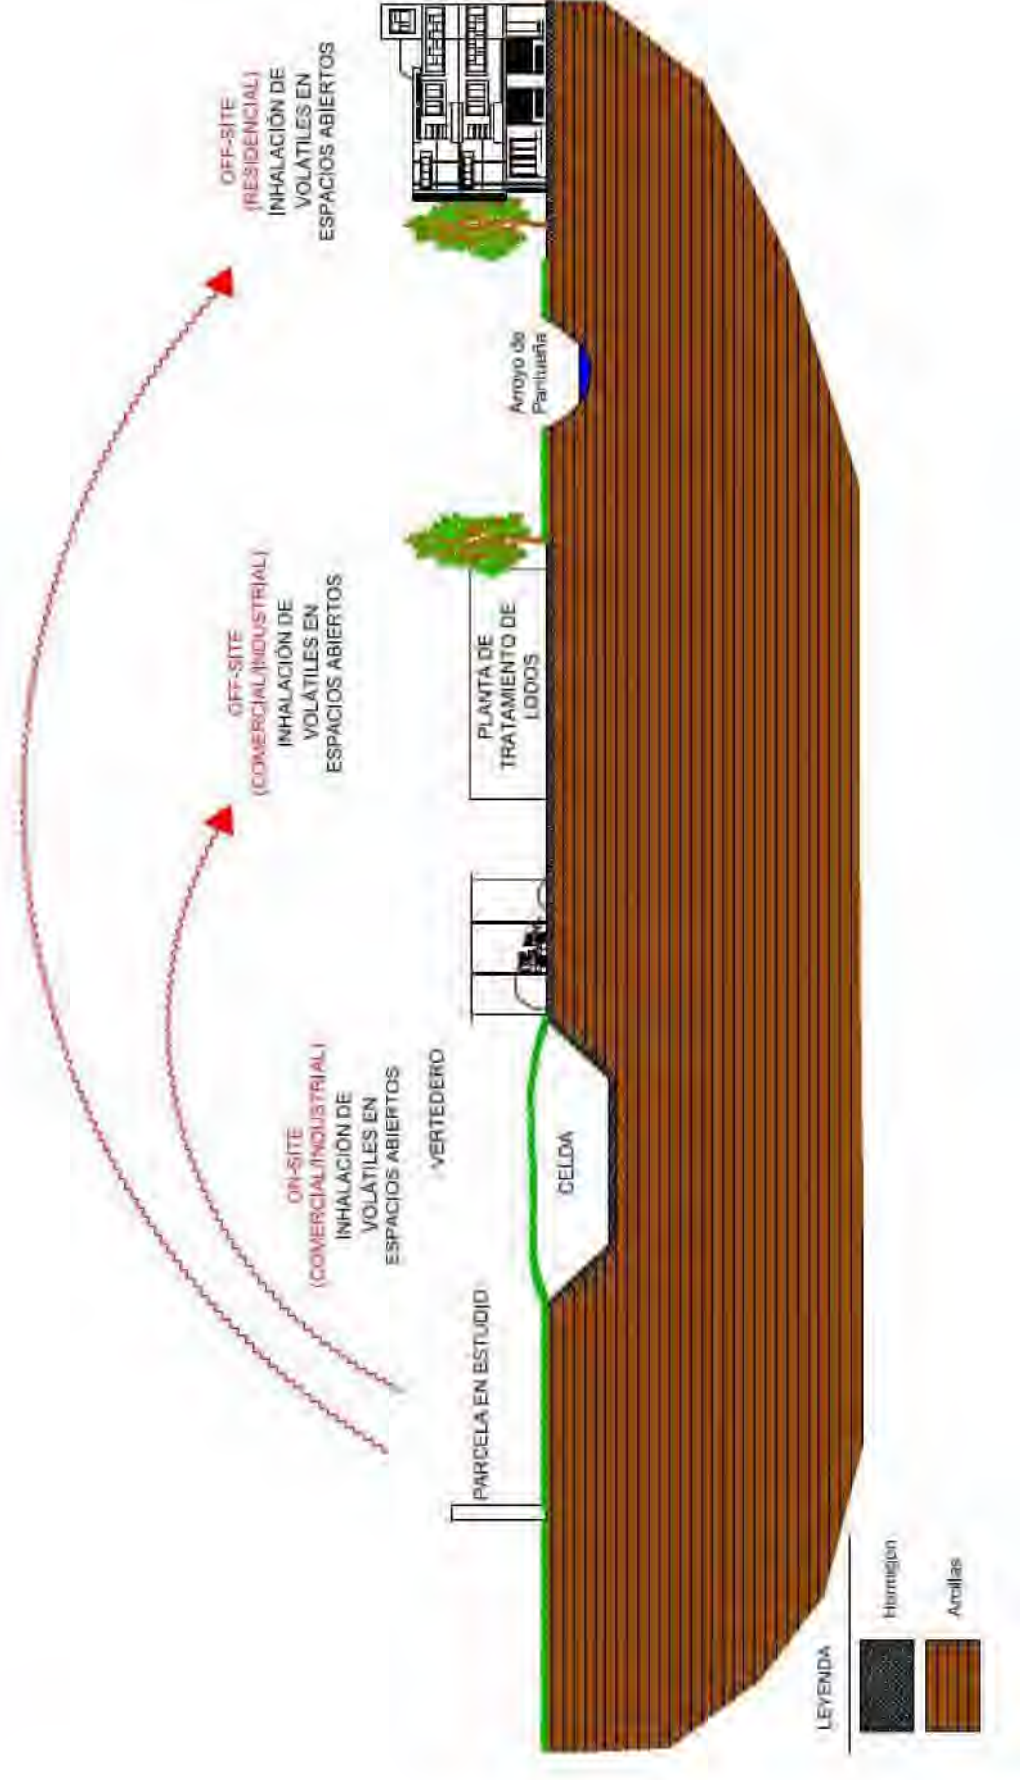 OFF-SITE
(RESIDENCIAL)
INHALACIÓN DE
VOLÁTILES EN
ESPACIOS ABIERTOS
OFF-SITE
(COMERCIAL/INDUSTRIAL)
INHALACIÓN DE
VOLÁTILES EN
ESPACIOS ABIERTOS
ON-SITE
(COMERCIAL/INDUSTRIAL)
INHALACIÓN DE
VOLÁTILES EN
ESPACIOS ABIERTOS
VERTEDERO
PARCELA EN ESTUDIO
CELDA
PLANTA DE
TRATAMIENTO DE
LODOS
Arroyo de
Pantueña
LEYENDA
Hormigón
Arcillas